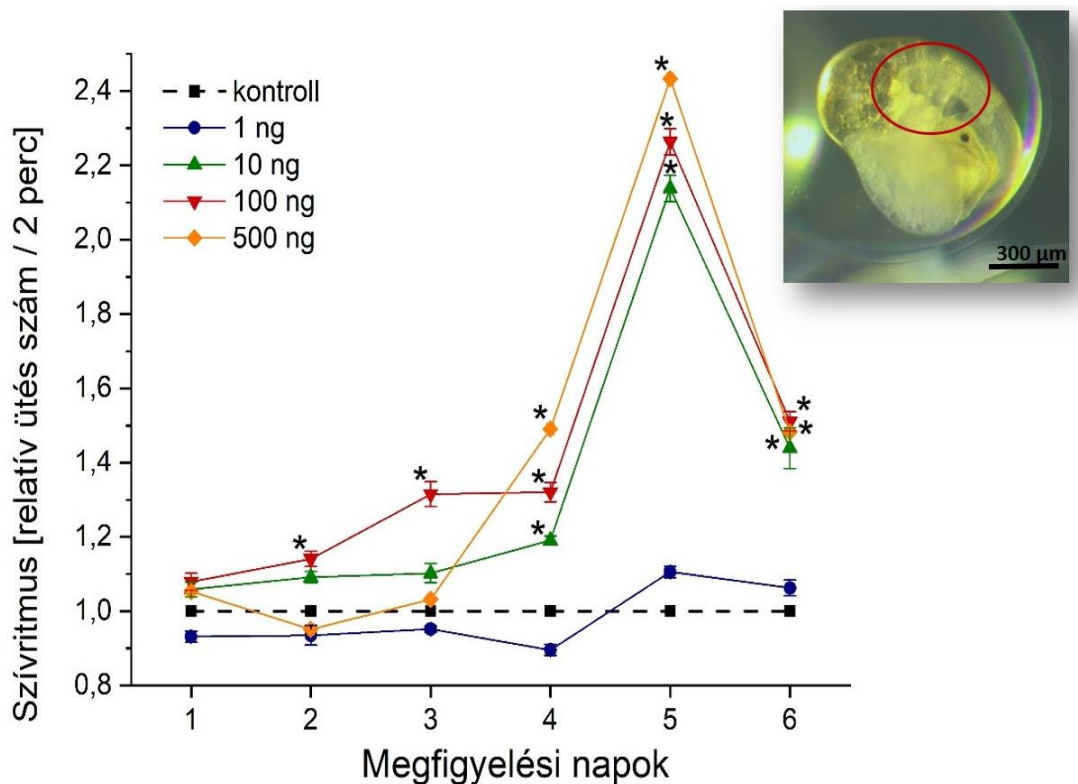 Szívritmus [relatív ütés szám / 2 perc]
2,4
2,2
2,0
1,8
1,6
1,4
1,2
1,0
0,8
kontroll
1 ng
10 ng
100 ng
500 ng
* * * * * * * * * * * *
1 2 3 4 5 6
Megfigyelési napok
300 µm